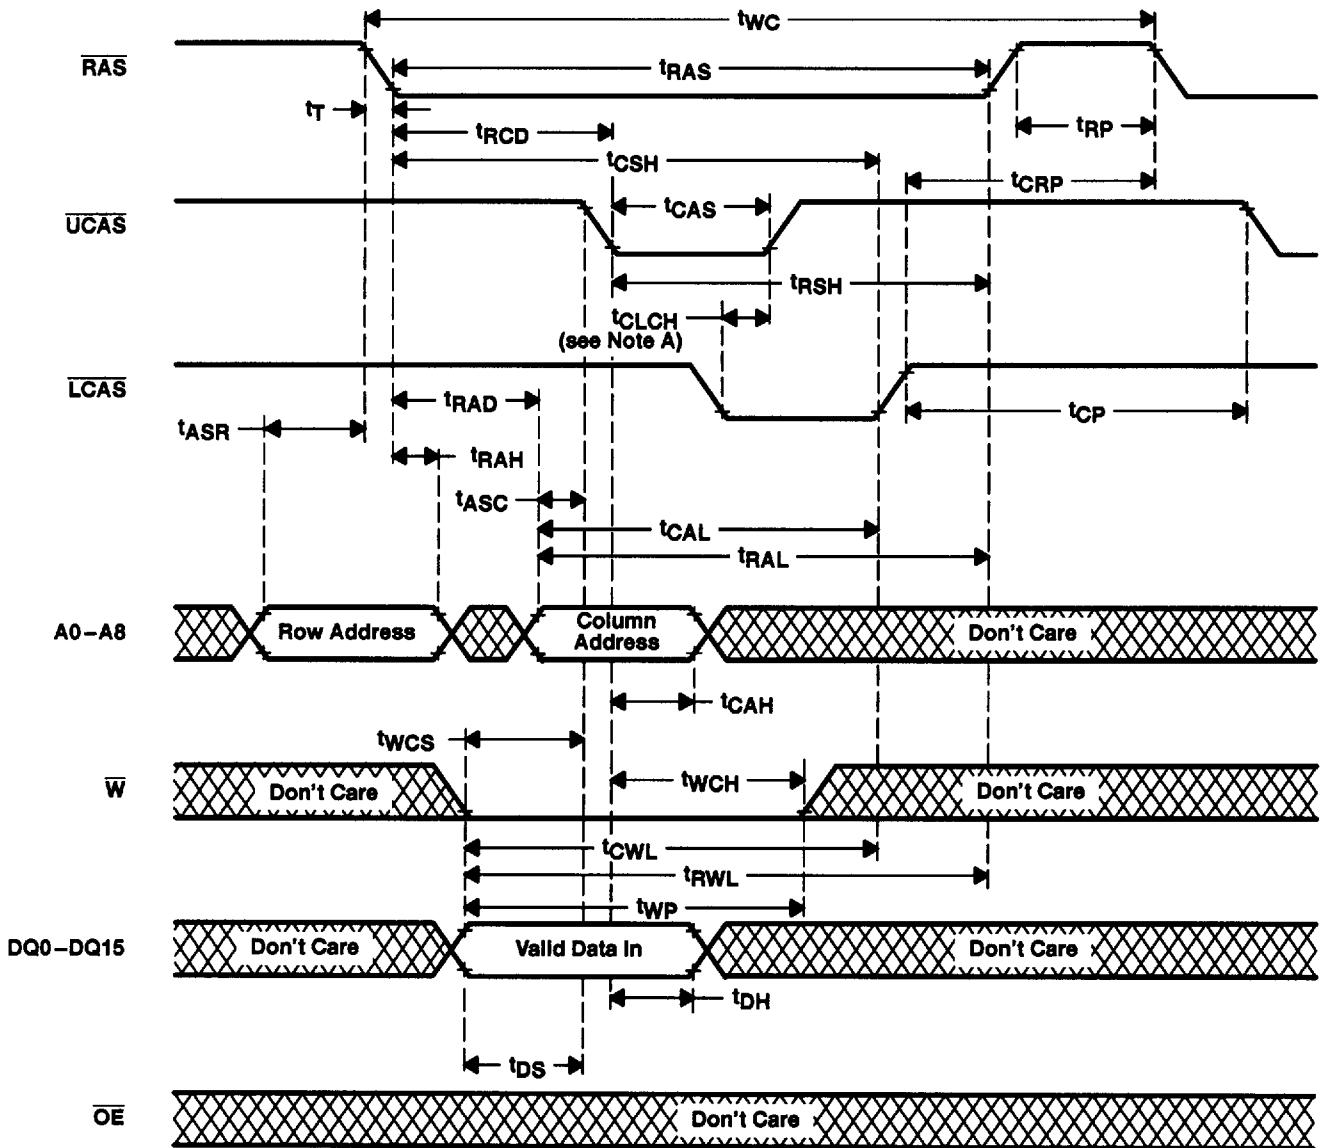 tWC
RAS
tRAS
tT
tRCD
tRP
tCSH
tCRP
UCAS
tCAS
tRSH
tCLCH
(see Note A)
LCAS
tRAD
tCP
tASR
tRAH
tASC
tCAL
tRAL
A0–A8
Row Address
Column
Address
Don't Care
tCAH
tWCS
W
Don't Care
tWCH
Don't Care
tCWL
tRWL
tWP
DQ0–DQ15
Don't Care
Valid Data In
Don't Care
tDH
tDS
OE
Don't Care